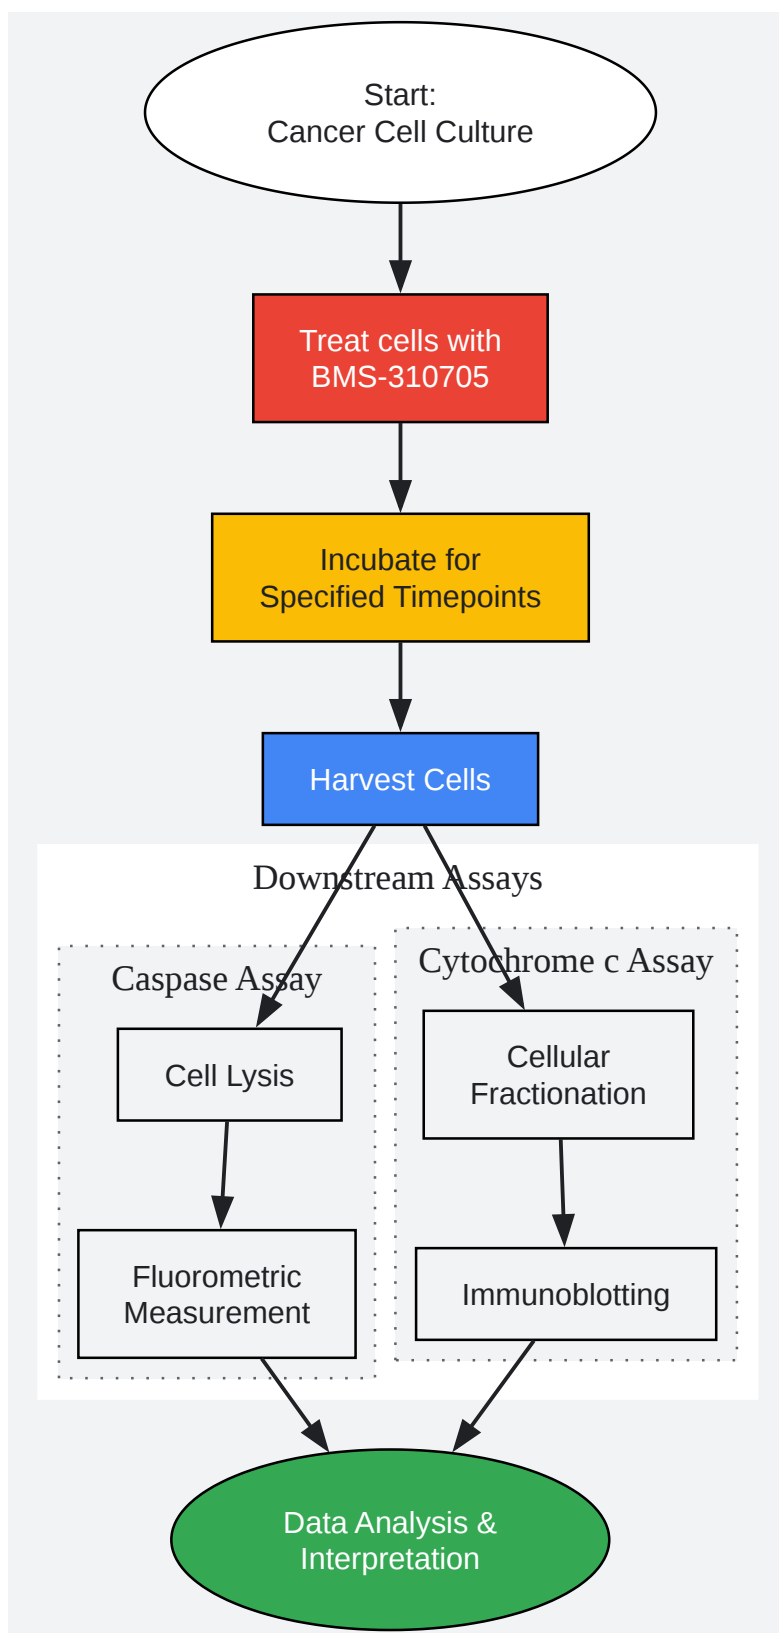 Start:
Cancer Cell Culture
Treat cells with
BMS-310705
Incubate for
Specified Timepoints
Harvest Cells
Downstream Assays
Caspase Assay
Cell Lysis
Fluorometric
Measurement
Cytochrome c Assay
Cellular
Fractionation
Immunoblotting
Data Analysis &
Interpretation